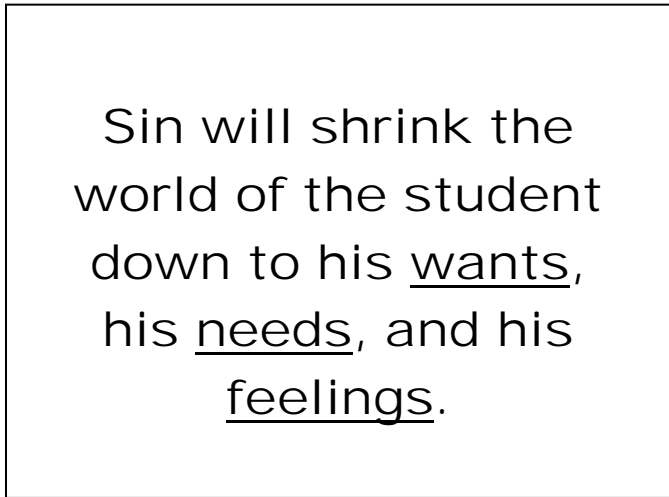 Sin will shrink the
world of the student
down to his wants,
his needs, and his
feelings.